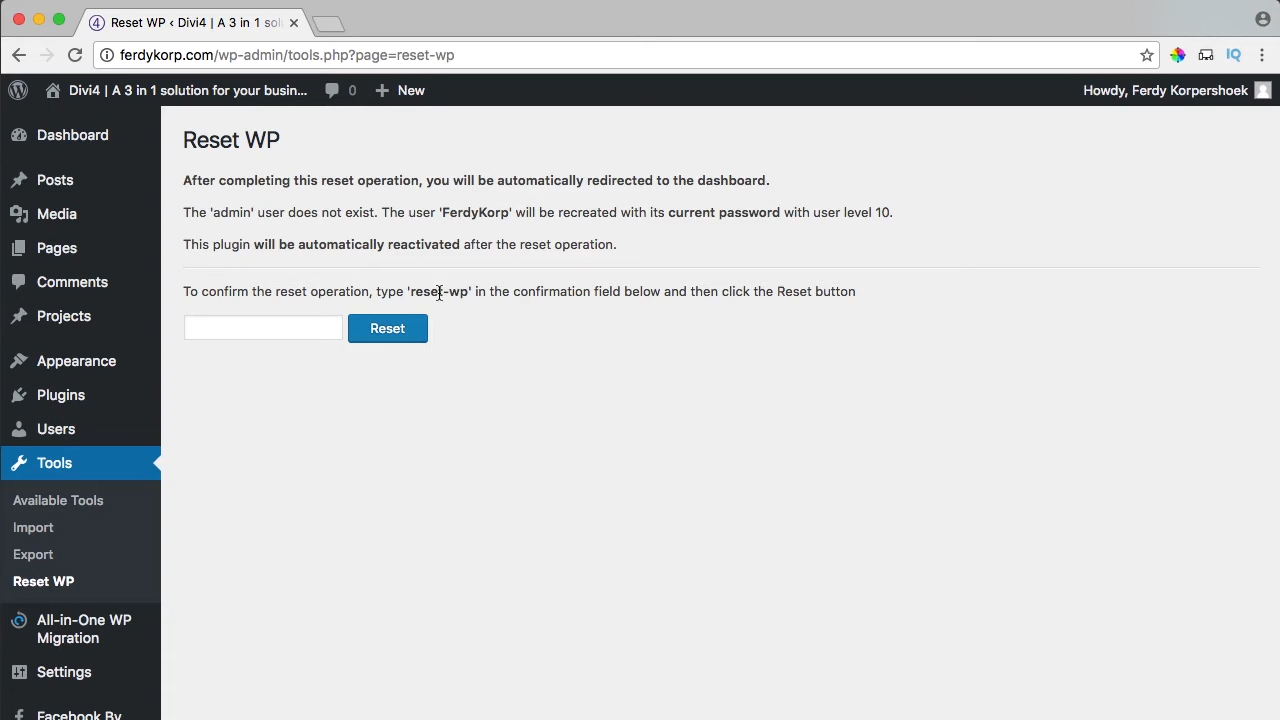 Reset WP ‹ Divi4 | A 3 in 1 sol
ferdykorp.com/wp-admin/tools.php?page=reset-wp
Divi4 | A 3 in 1 solution for your busin... 0 New Howdy, Ferdy Korpershoek
Dashboard
Posts
Media
Pages
Comments
Projects
Appearance
Plugins
Users
Tools
Available Tools
Import
Export
Reset WP
All-in-One WP
Migration
Settings
Facebook By
Reset WP
After completing this reset operation, you will be automatically redirected to the dashboard.
The 'admin' user does not exist. The user 'FerdyKorp' will be recreated with its current password with user level 10.
This plugin will be automatically reactivated after the reset operation.
To confirm the reset operation, type 'reset-wp' in the confirmation field below and then click the Reset button
Reset